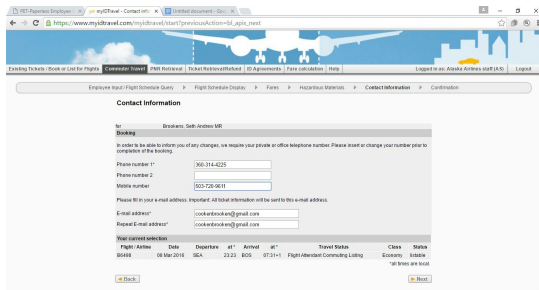 PET-Paperless Employee
myIDTravel - Contact Infor
Untitled document - Goo
https://www.myidtravel.com/myidtravel/start?previousAction=bl_apis_next
Existing Tickets / Book or List for Flights Commuter Travel PNR Retrieval Ticket Retrieval/Refund ID Agreements Fare calculation Help Logged in as: Alaska Airlines staff (AS) Logout
Employee Input / Flight Schedule Query Flight Schedule Display Fares Hazardous Materials Contact Information Confirmation
Contact Information
for Brookens, Seth Andrew MR
Booking
In order to be able to inform you of any changes, we require your private or office telephone number. Please insert or change your number prior to
completion of the booking.
Phone number 1* 360-314-4225
Phone number 2
Mobile number 503-720-9611
Please fill in your e-mail address. Important: All ticket information will be sent to this e-mail address.
E-mail address* cookenbrooken@gmail.com
Repeat E-mail address* cookenbrooken@gmail.com
Your current selection
Flight / Airline Date Departure at * Arrival at * Travel Status Class Status
B6498 08 Mar 2016 SEA 23:23 BOS 07:31+1 Flight Attendant Commuting Listing Economy listable
*all times are local.
Back Next